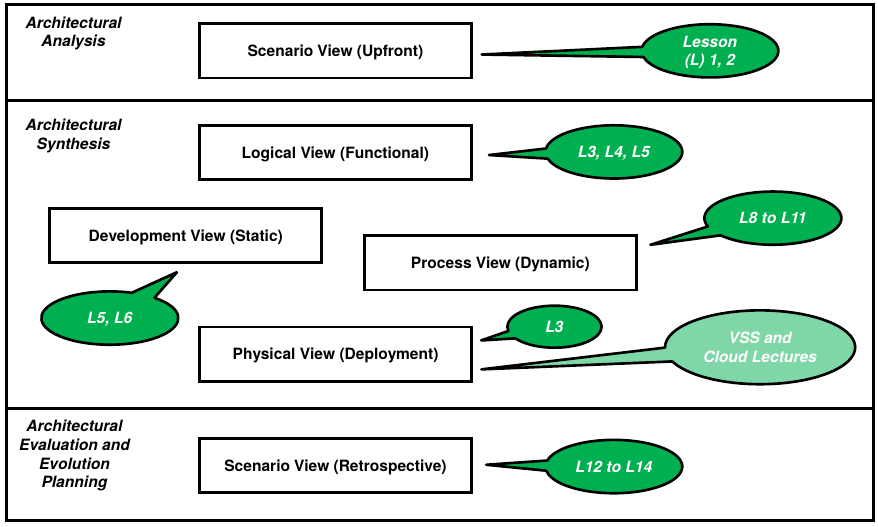 Architectural
Analysis
Scenario View (Upfront)
Lesson
(L) 1, 2
Architectural
Synthesis
Logical View (Functional)
L3, L4, L5
Development View (Static)
L8 to L11
Process View (Dynamic)
L5, L6
L3
Physical View (Deployment)
VSS and
Cloud Lectures
Architectural
Evaluation and
Evolution
Planning
Scenario View (Retrospective)
L12 to L14